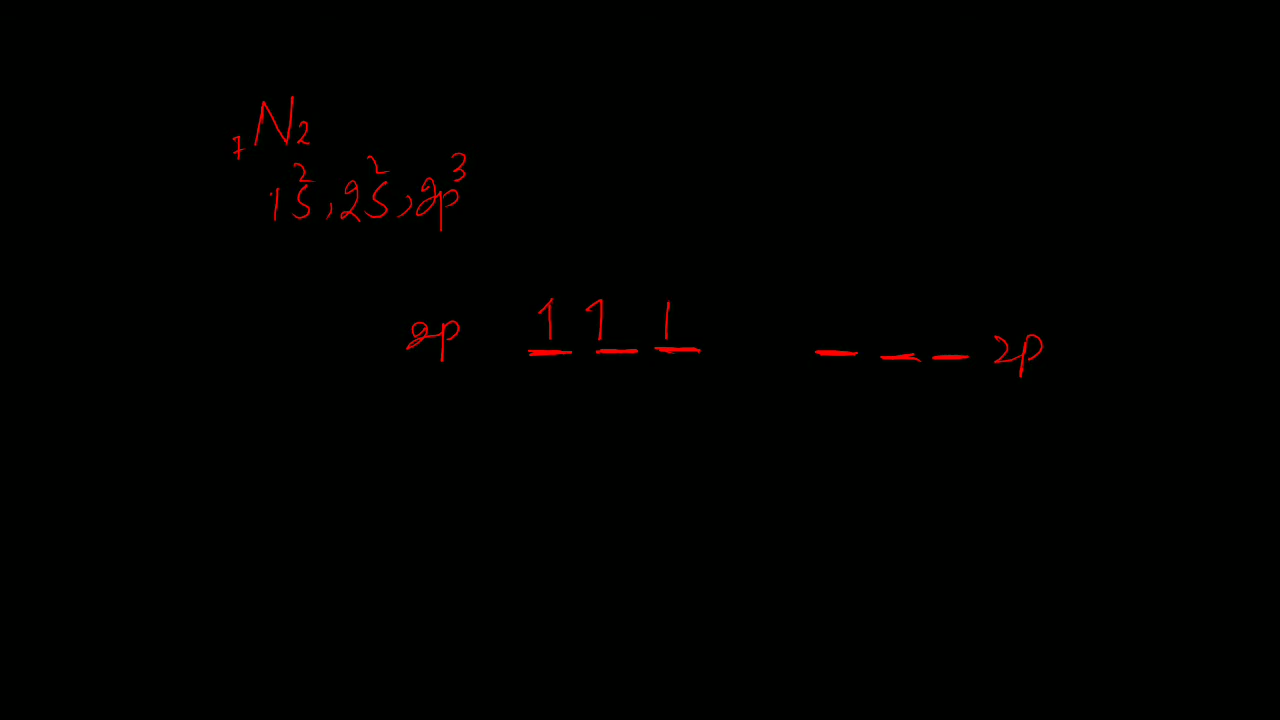 ₇N₂
1s², 2s², 2p³
2p 1 1 1 _ _ _ 2p